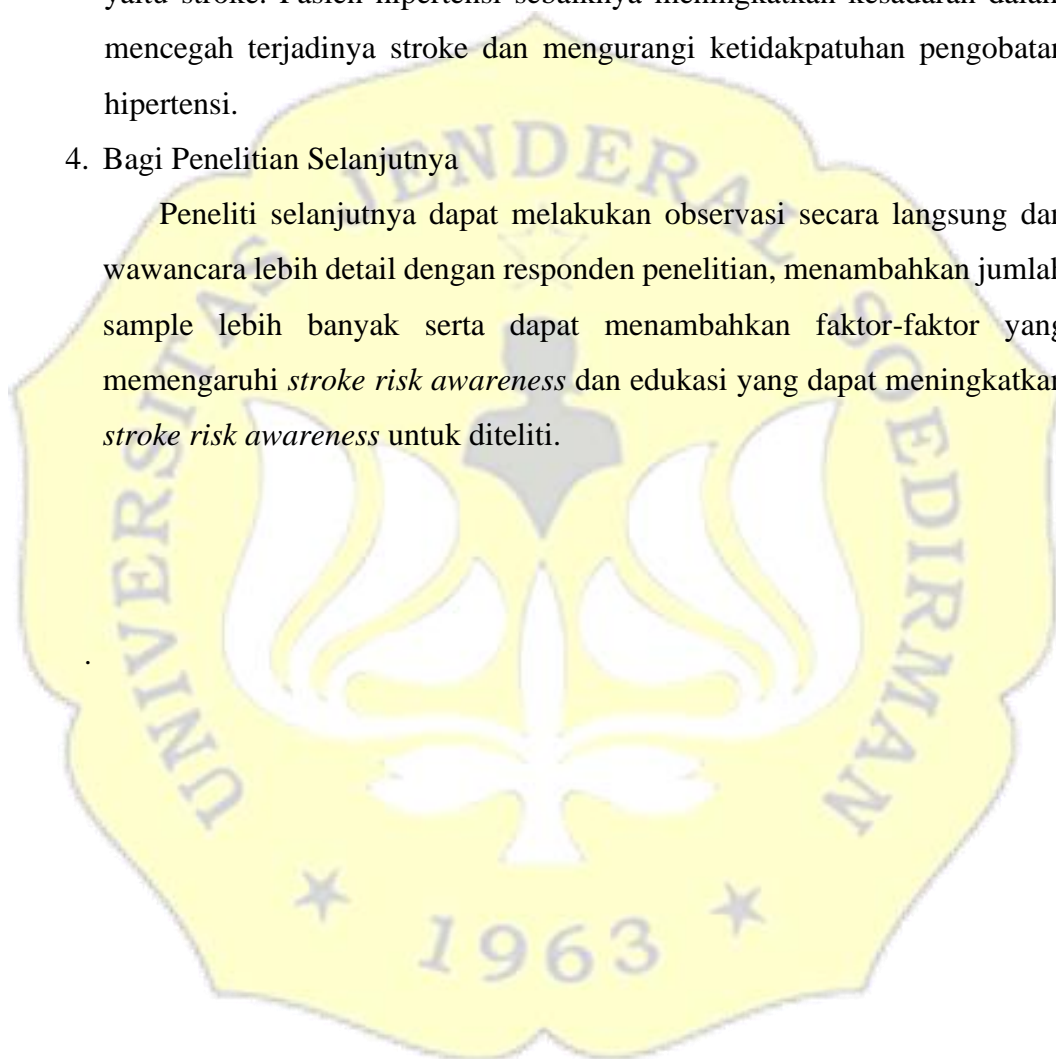 yaitu stroke. Pasien hipertensi sebaiknya meningkatkan kesadaran dalam
mencegah terjadinya stroke dan mengurangi ketidakpatuhan pengobatan
hipertensi.
4. Bagi Penelitian Selanjutnya
Peneliti selanjutnya dapat melakukan observasi secara langsung dan
wawancara lebih detail dengan responden penelitian, menambahkan jumlah
sample lebih banyak serta dapat menambahkan faktor-faktor yang
memengaruhi stroke risk awareness dan edukasi yang dapat meningkatkan
stroke risk awareness untuk diteliti.
.
UNIVERSITAS JENDERAL SOEDIRMAN
1963